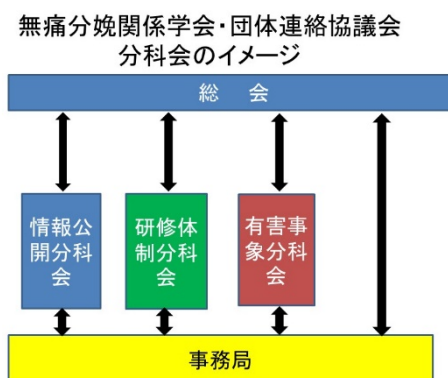 無痛分娩関係学会・団体連絡協議会
分科会のイメージ
総　会
情報公
開分科
会
研修体
制分科
会
有害事
象分科
会
事務局